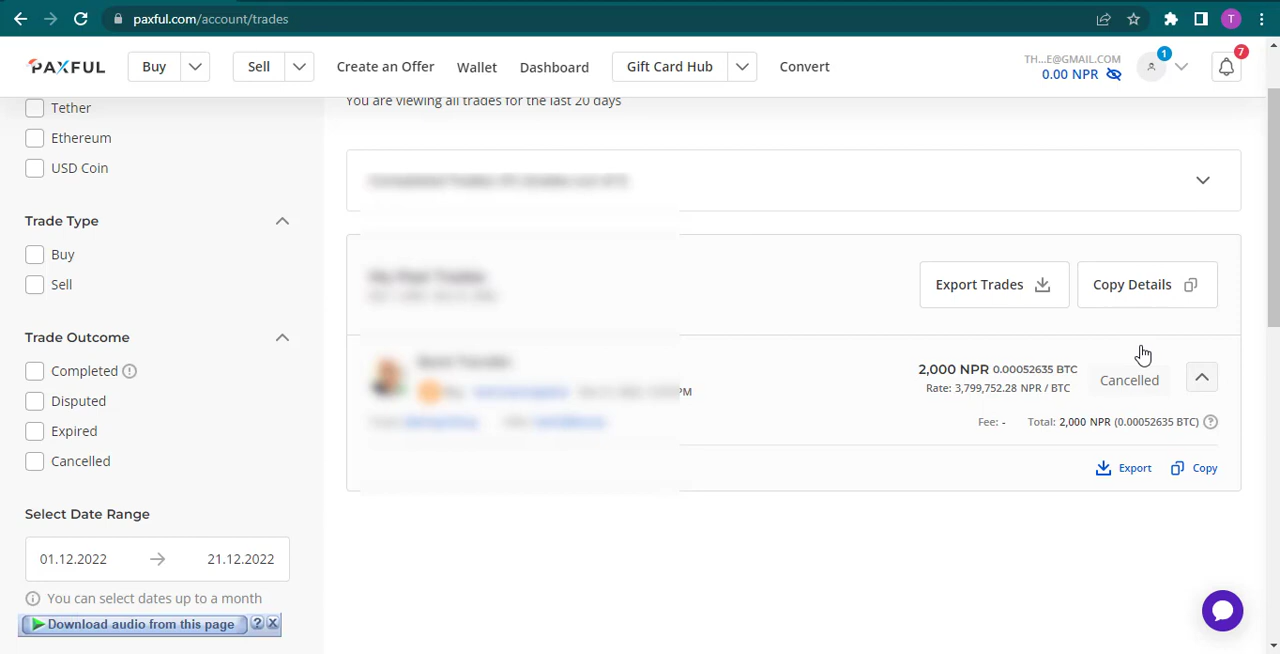 paxful.com/account/trades
PAXFUL Buy Sell Create an Offer Wallet Dashboard Gift Card Hub Convert TH...E@GMAIL.COM 1 7
0.00 NPR
T
Tether
Ethereum
USD Coin
Trade Type
Buy
Sell
Trade Outcome
Completed
Disputed
Expired
Cancelled
Select Date Range
01.12.2022 → 21.12.2022
You can select dates up to a month
Download audio from this page ? X
You are viewing all trades for the last 20 days
Export Trades Copy Details
2,000 NPR 0.00052635 BTC
Rate: 3,799,752.28 NPR / BTC
Cancelled
Fee: - Total: 2,000 NPR (0.00052635 BTC)
Export Copy